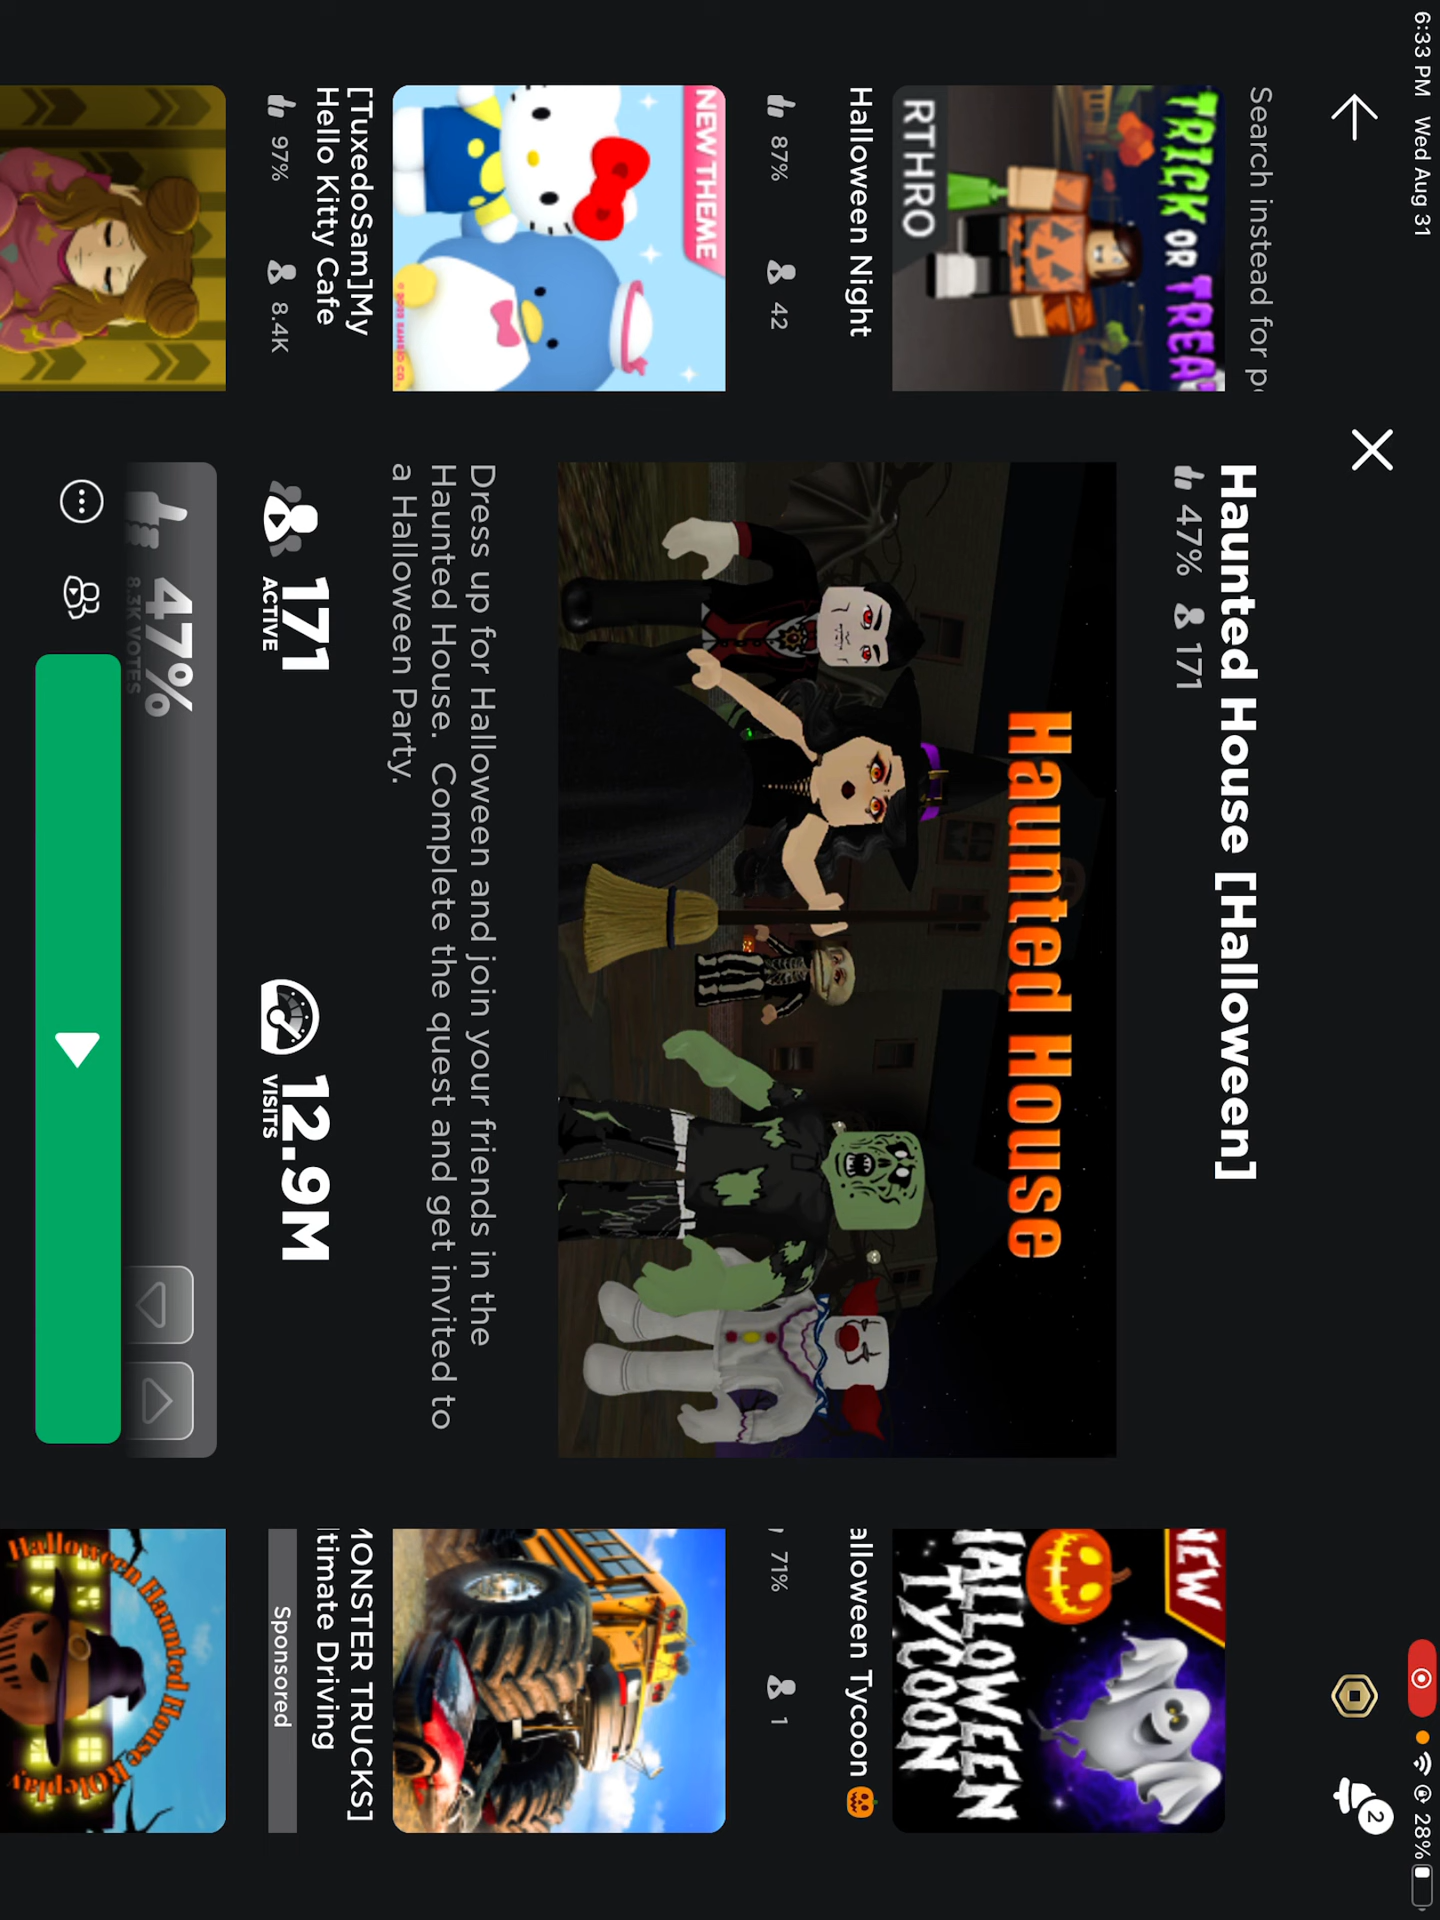 6:33 PM Wed Aug 31
28%
2
Search instead for p
TRICK OR TREA
RTHRO
Halloween Night
87% 42
NEW THEME
[TuxedoSam]My
Hello Kitty Cafe
97% 8.4K
Haunted House [Halloween]
47% 171
Haunted House
Dress up for Halloween and join your friends in the
Haunted House. Complete the quest and get invited to
a Halloween Party.
171
ACTIVE
12.9M
VISITS
47%
8.3K VOTES
NEW
HALLOWEEN
TYCOON
alloween Tycoon 🎃
71% 1
MONSTER TRUCKS]
timate Driving
Sponsored
Halloween Haunted House Roleplay